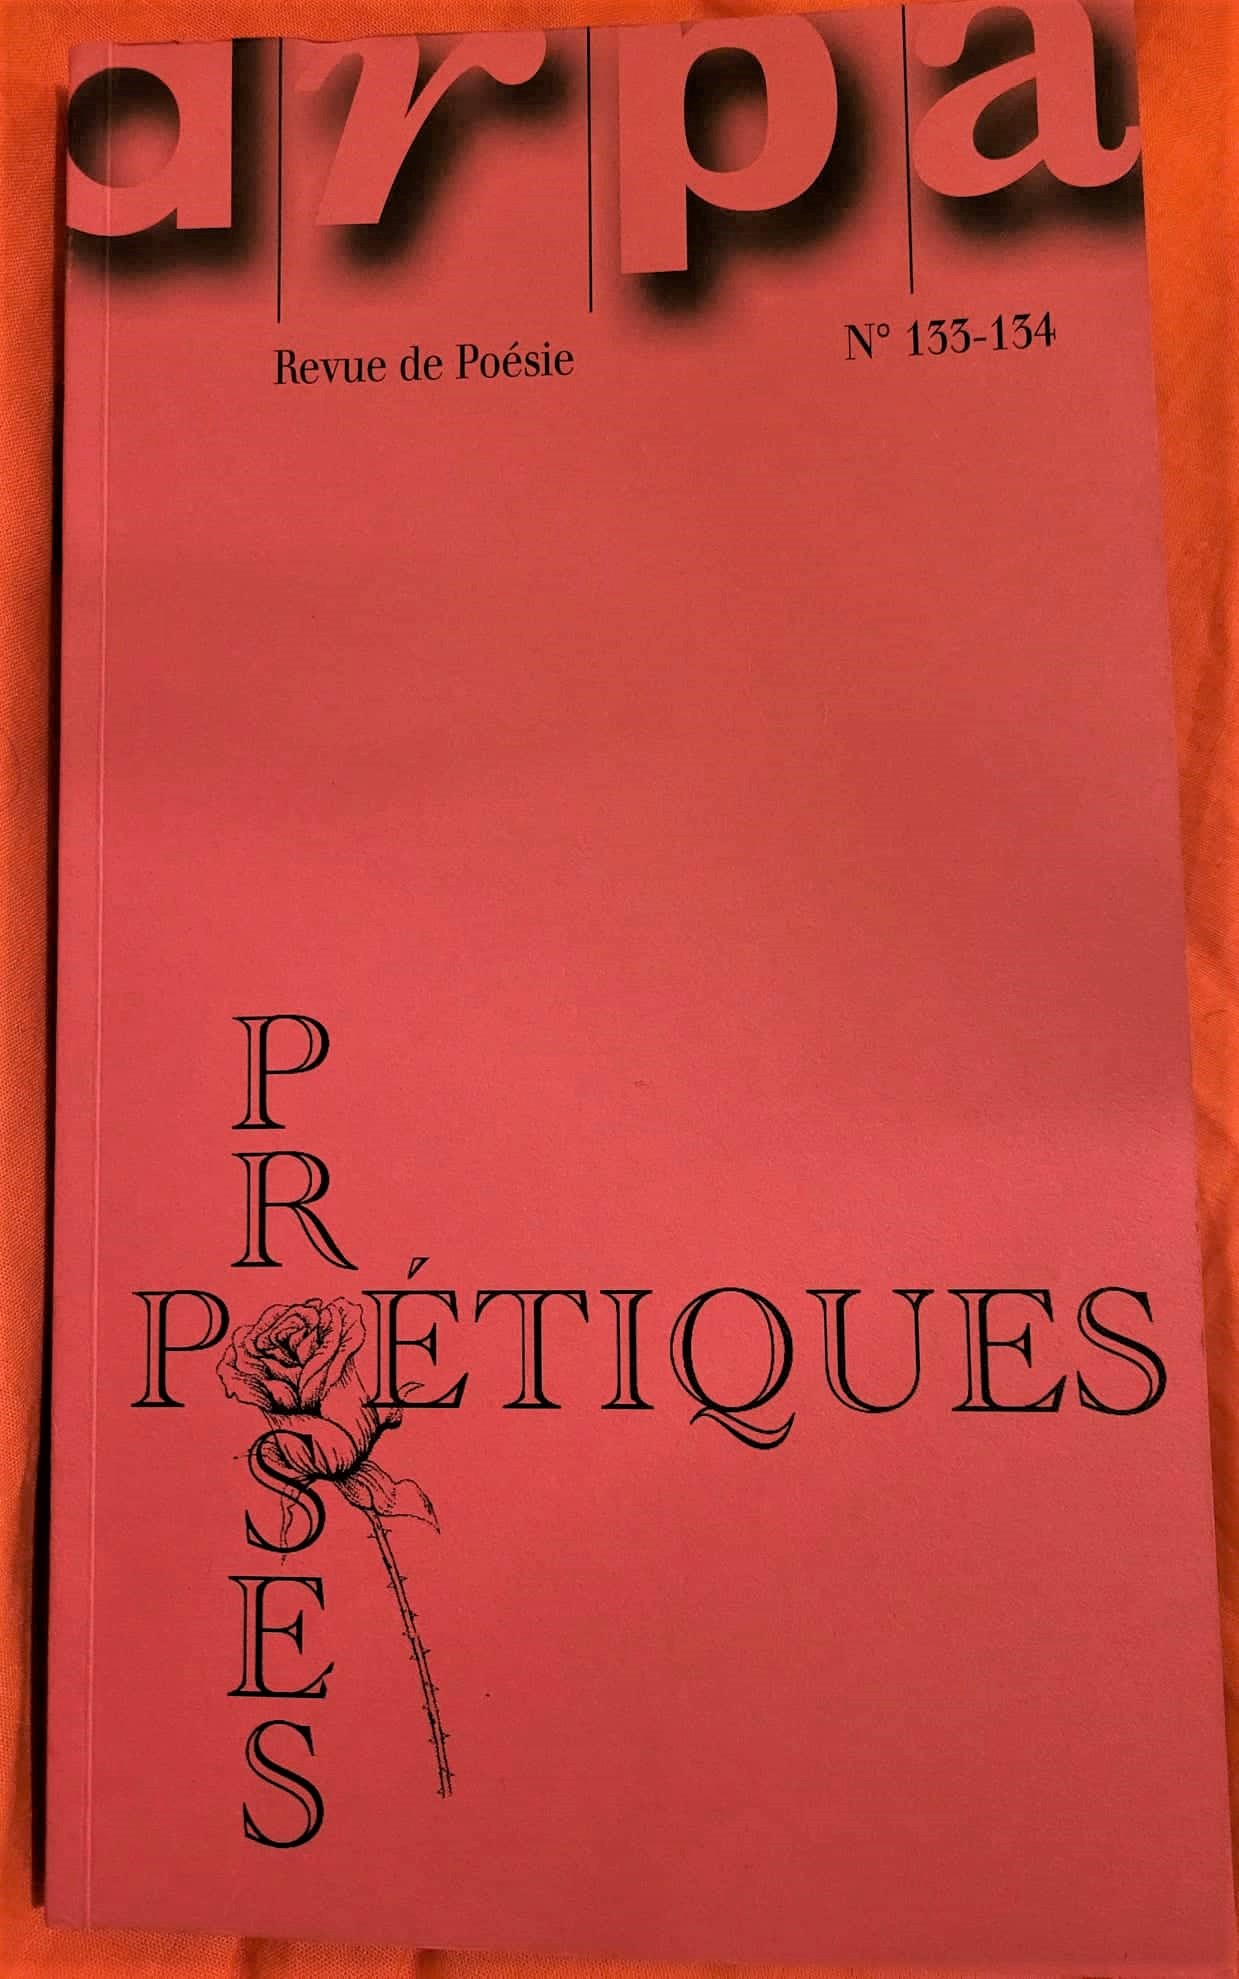 arpa
Revue de Poésie
N° 133-134
PROSES
POÉTIQUES